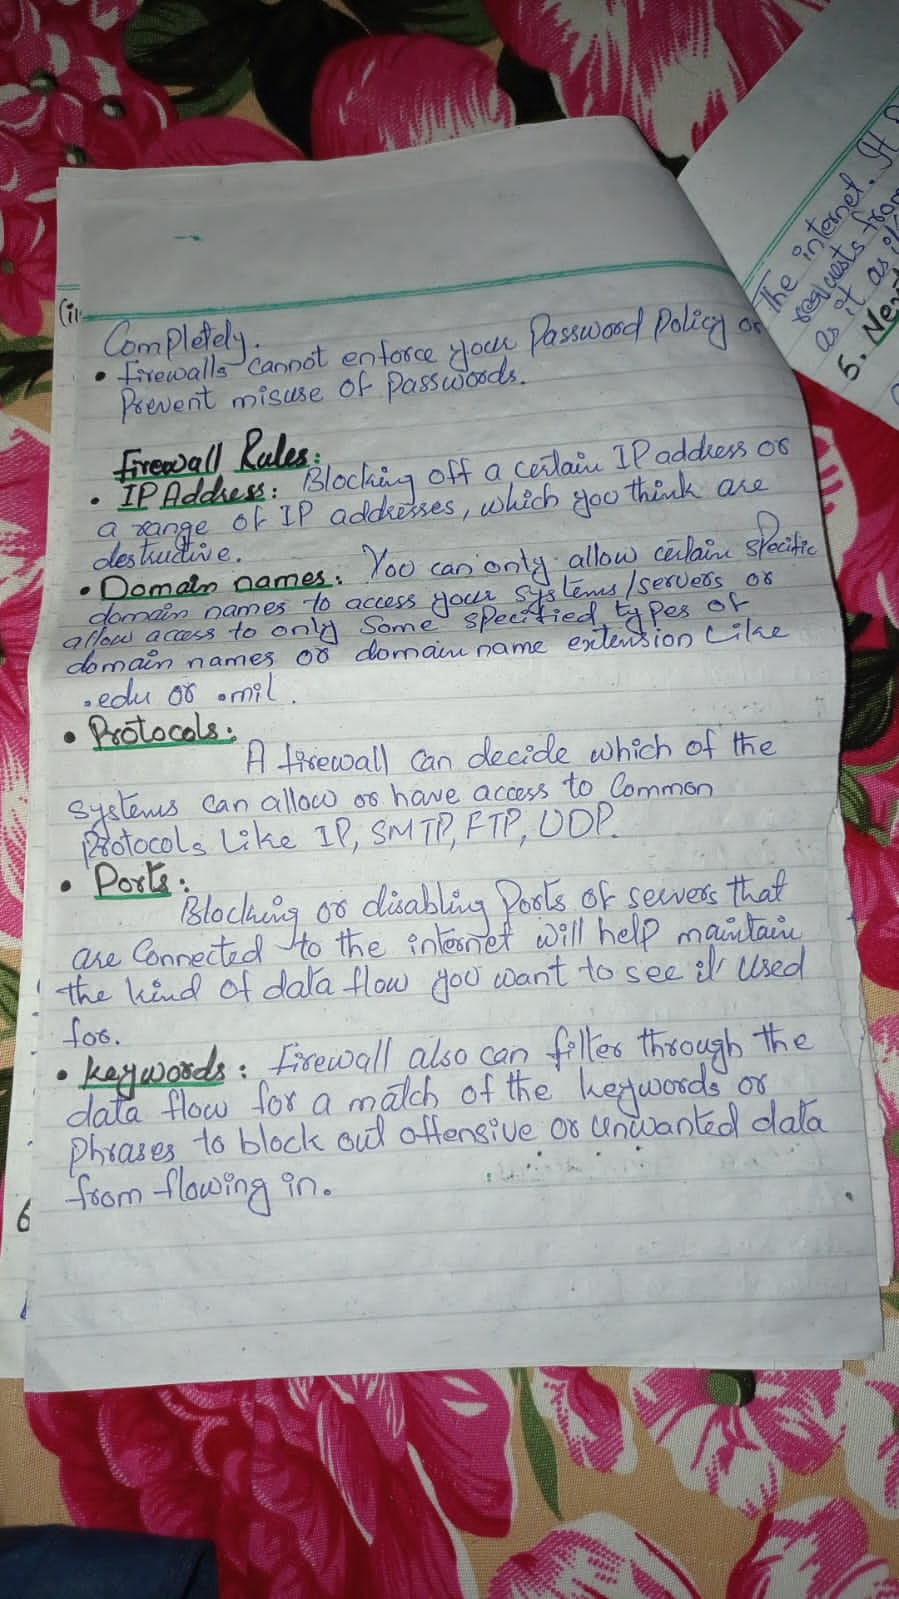 Completely.
• firewalls cannot enforce your Password Policy or
Prevent misuse of Passwords.
Firewall Rules:
• IP Address: Blocking off a certain IP address or
a range of IP addresses, which you think are
destructive.
• Domain names: You can only allow certain specific
domain names to access your systems/servers or
allow access to only Some specified types of
domain names or domain name extension Like
.edu or .mil.
• Protocols:
A firewall can decide which of the
systems can allow or have access to Common
Protocols Like IP, SMTP, FTP, UDP.
• Ports:
Blocking or disabling Ports of servers that
are Connected to the internet will help maintain
the kind of data flow you want to see it used
for.
• keywords: firewall also can filter through the
data flow for a match of the keywords or
Phrases to block out offensive or unwanted data
from flowing in.
The internet. It
requests from
as it as
5.
6